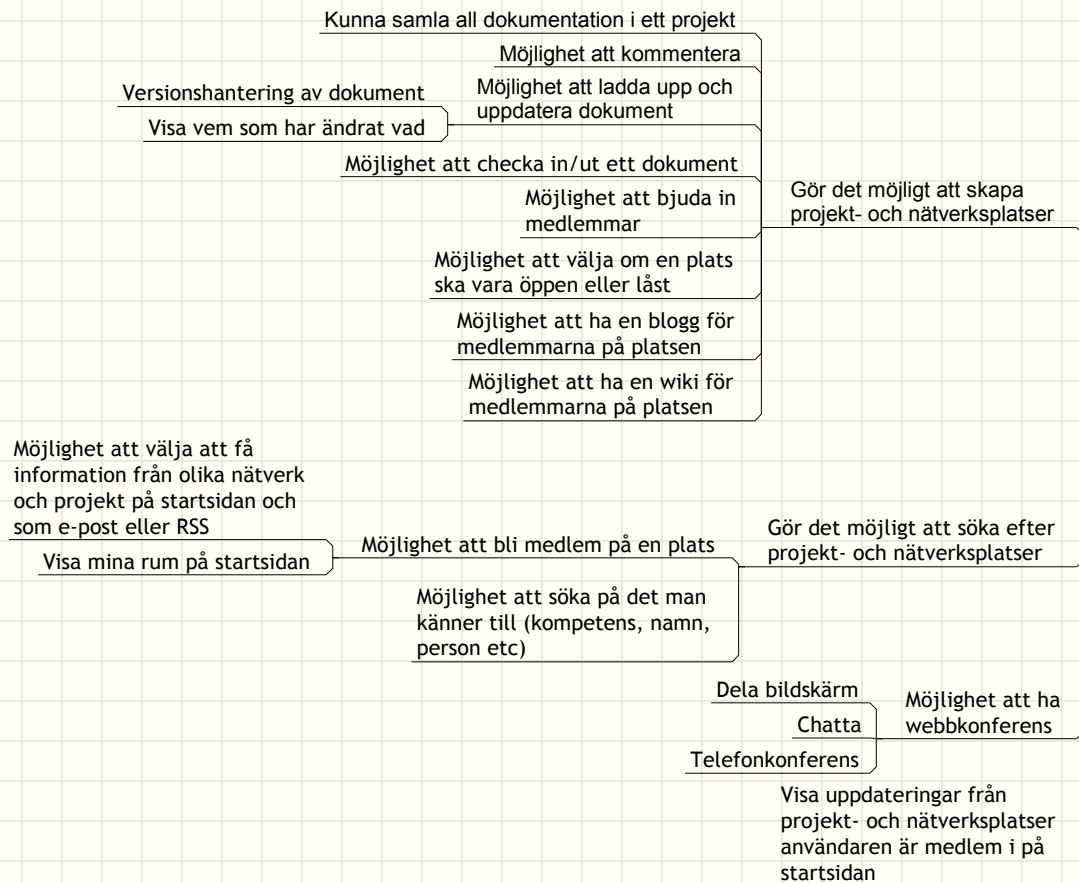 Kunna samla all dokumentation i ett projekt
Möjlighet att kommentera
Möjlighet att ladda upp och
uppdatera dokument
Versionshantering av dokument
Visa vem som har ändrat vad
Möjlighet att checka in/ut ett dokument
Möjlighet att bjuda in
medlemmar
Möjlighet att välja om en plats
ska vara öppen eller låst
Möjlighet att ha en blogg för
medlemmarna på platsen
Möjlighet att ha en wiki för
medlemmarna på platsen
Gör det möjligt att skapa
projekt- och nätverksplatser
Möjlighet att välja att få
information från olika nätverk
och projekt på startsidan och
som e-post eller RSS
Visa mina rum på startsidan
Möjlighet att bli medlem på en plats
Möjlighet att söka på det man
känner till (kompetens, namn,
person etc)
Gör det möjligt att söka efter
projekt- och nätverksplatser
Dela bildskärm
Chatta
Telefonkonferens
Möjlighet att ha
webbkonferens
Visa uppdateringar från
projekt- och nätverksplatser
användaren är medlem i på
startsidan